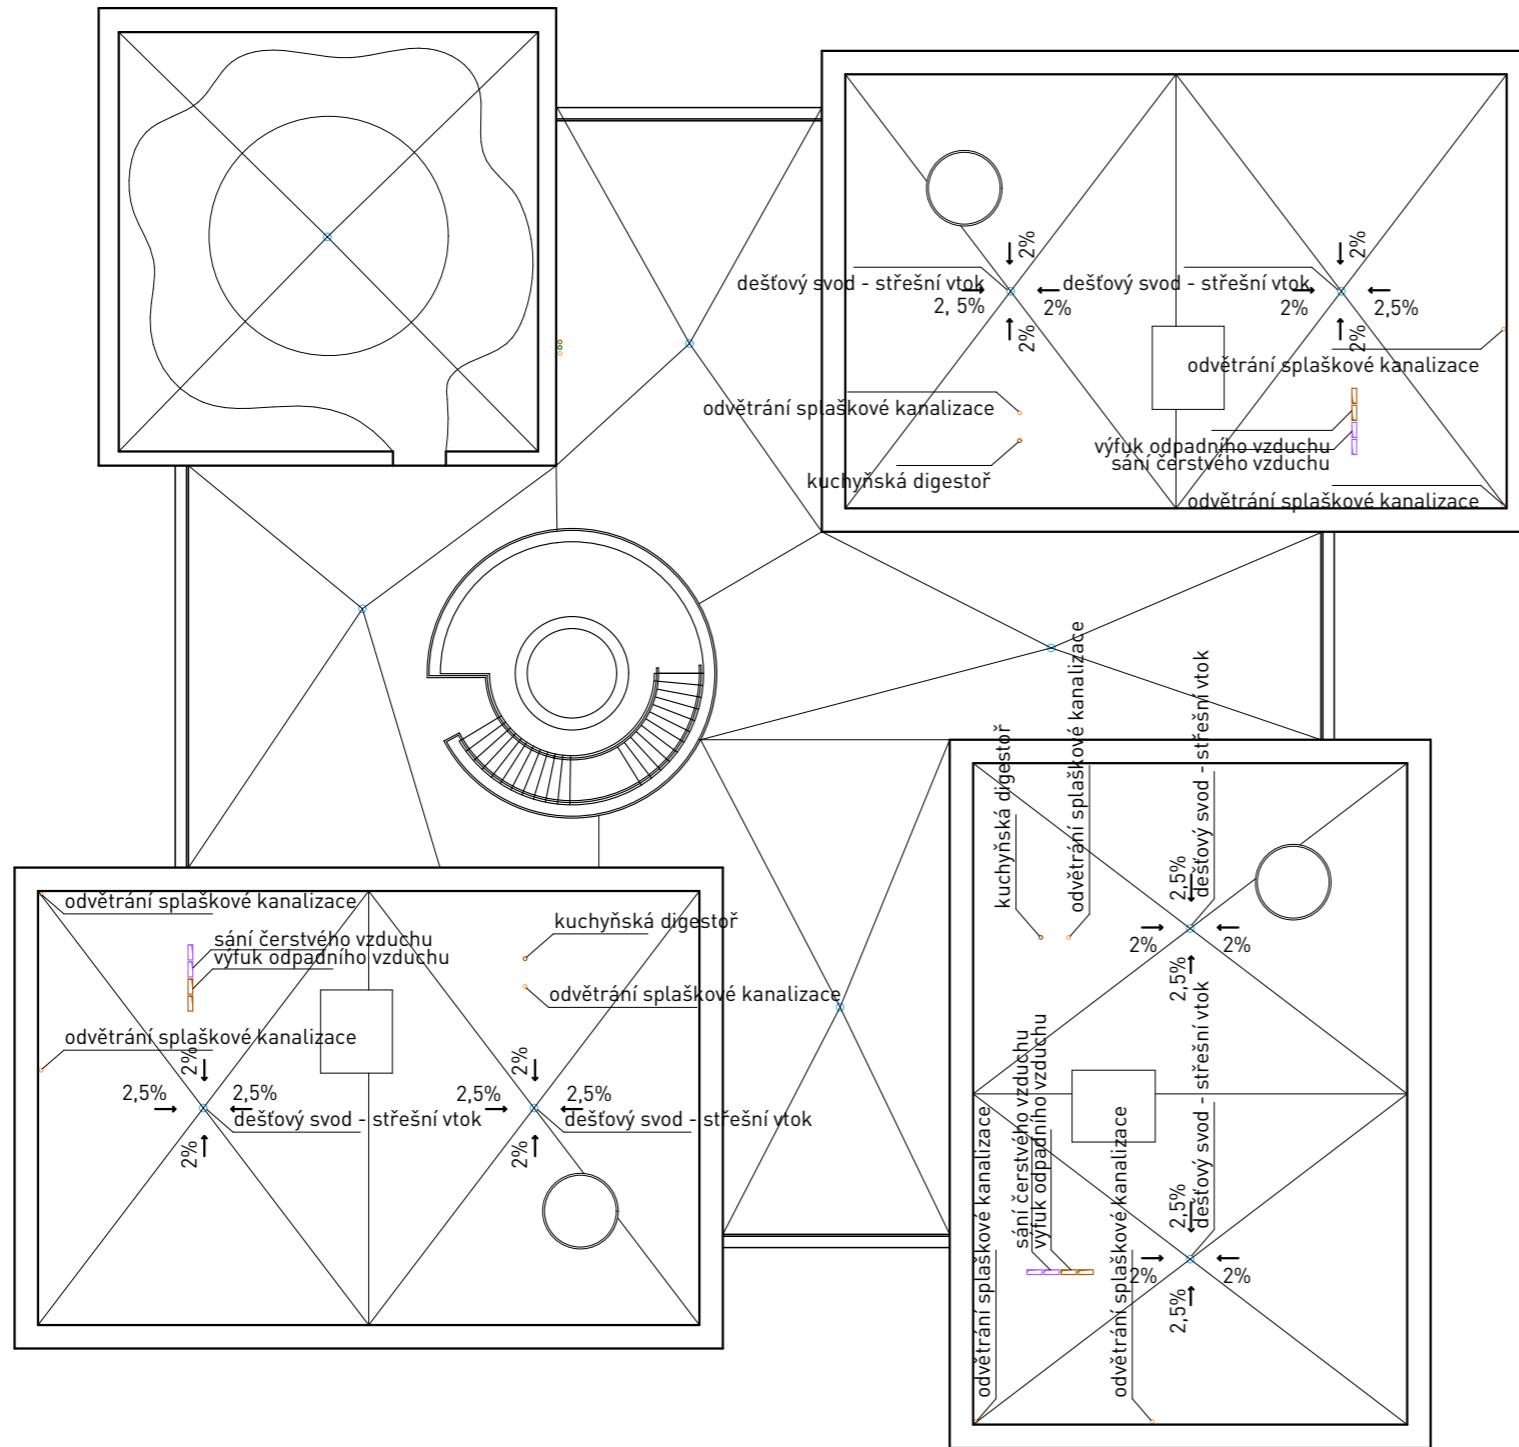 2%
dešťový svod - střešní vtok
2, 5%
2%
2%
2%
dešťový svod - střešní vtok
2%
2,5%
2%
odvětrání splaškové kanalizace
odvětrání splaškové kanalizace
výfuk odpadního vzduchu
sání čerstvého vzduchu
kuchyňská digestoř
odvětrání splaškové kanalizace
kuchyňská digestoř
odvětrání splaškové kanalizace
dešťový svod - střešní vtok
2,5%
2%
2%
2,5%
dešťový svod - střešní vtok
sání čerstvého vzduchu
výfuk odpadního vzduchu
odvětrání splaškové kanalizace
odvětrání splaškové kanalizace
2,5%
2%
2%
2,5%
odvětrání splaškové kanalizace
sání čerstvého vzduchu
výfuk odpadního vzduchu
kuchyňská digestoř
odvětrání splaškové kanalizace
odvětrání splaškové kanalizace
2%
2,5%
2,5%
dešťový svod - střešní vtok
2%
2%
2,5%
2,5%
dešťový svod - střešní vtok
2%